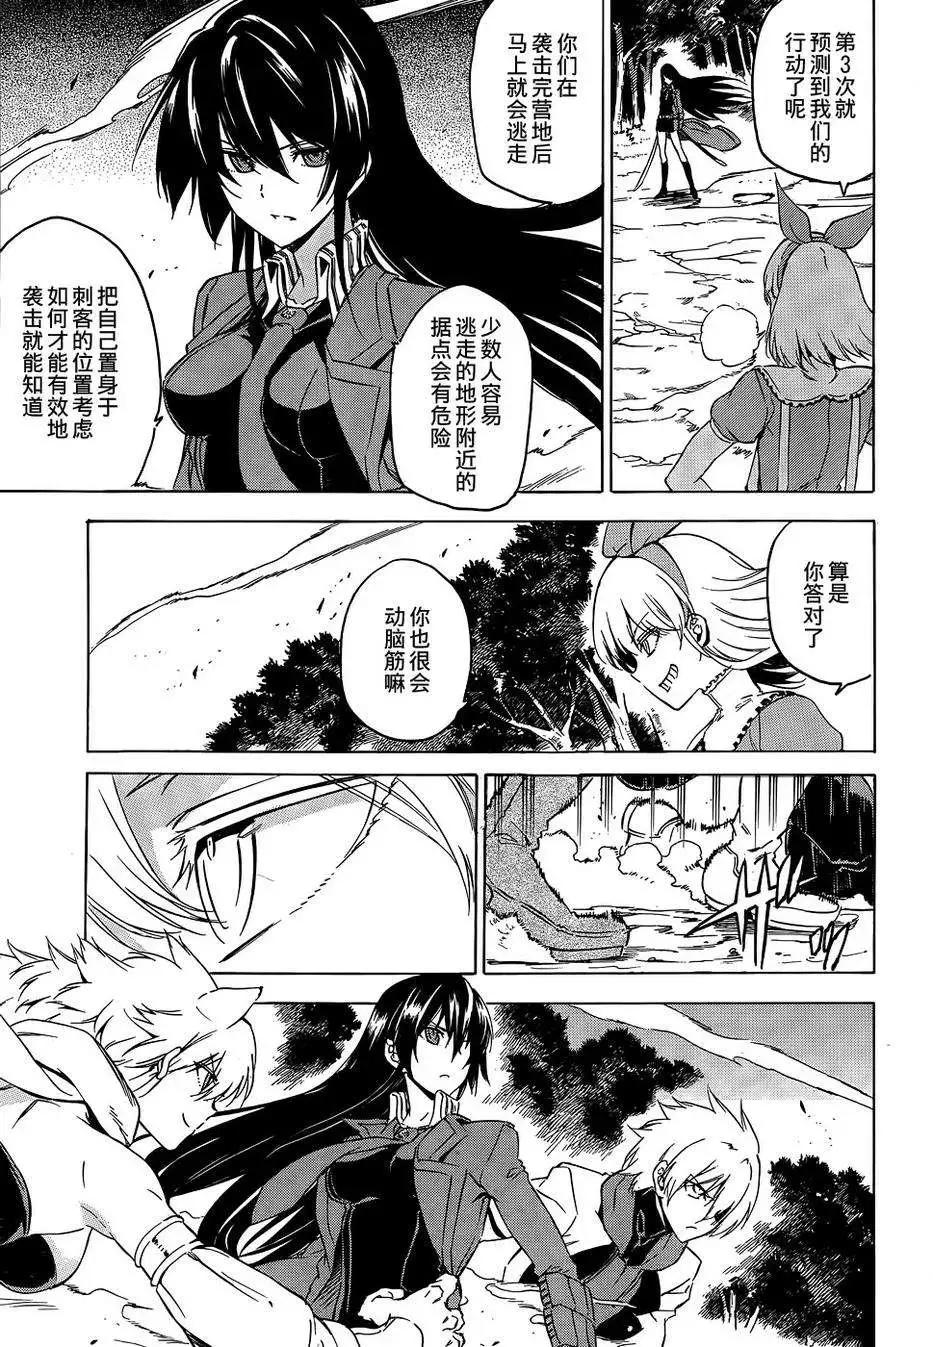 第3次就
预测到我们的
行动了呢
你们在
袭击完营地后
马上就会逃走
少数人容易
逃走的地形附近的
据点会有危险
把自己置身于
刺客的位置考虑
如何才能有效地
袭击就能知道
算是
你答对了
你也很会
动脑筋嘛
ザッ